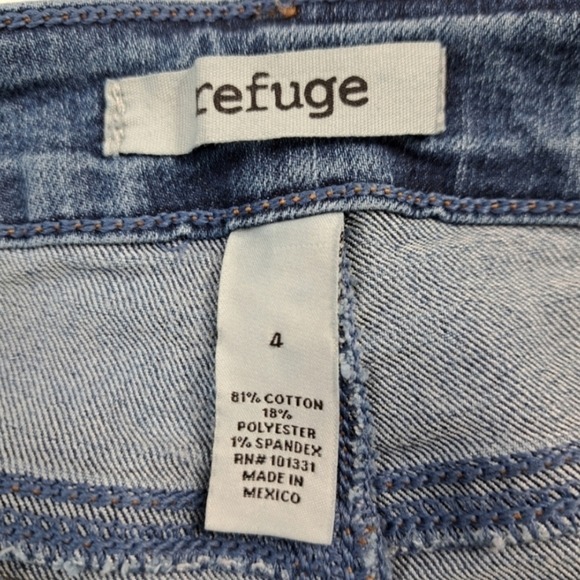 refuge
4
81% COTTON
18%
POLYESTER
1% SPANDEX
RN# 101331
MADE IN
MEXICO